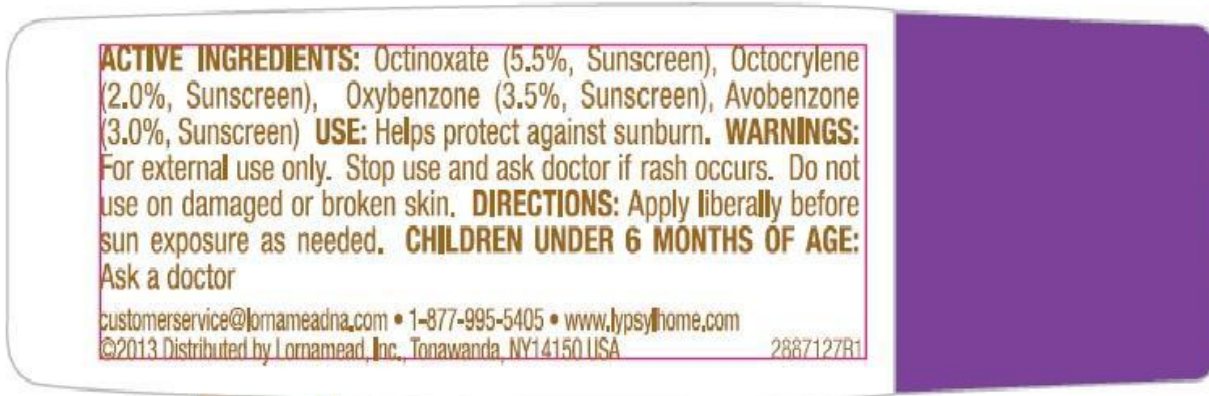 ACTIVE INGREDIENTS: Octinoxate (5.5%, Sunscreen), Octocrylene
(2.0%, Sunscreen), Oxybenzone (3.5%, Sunscreen), Avobenzone
(3.0%, Sunscreen) USE: Helps protect against sunburn. WARNINGS:
For external use only. Stop use and ask doctor if rash occurs. Do not
use on damaged or broken skin. DIRECTIONS: Apply liberally before
sun exposure as needed. CHILDREN UNDER 6 MONTHS OF AGE:
Ask a doctor
customerservice@lornameadna.com • 1-877-995-5405 • www.lypsylhome.com
©2013 Distributed by Lornamead, Inc., Tonawanda, NY14150 USA 2887127R1